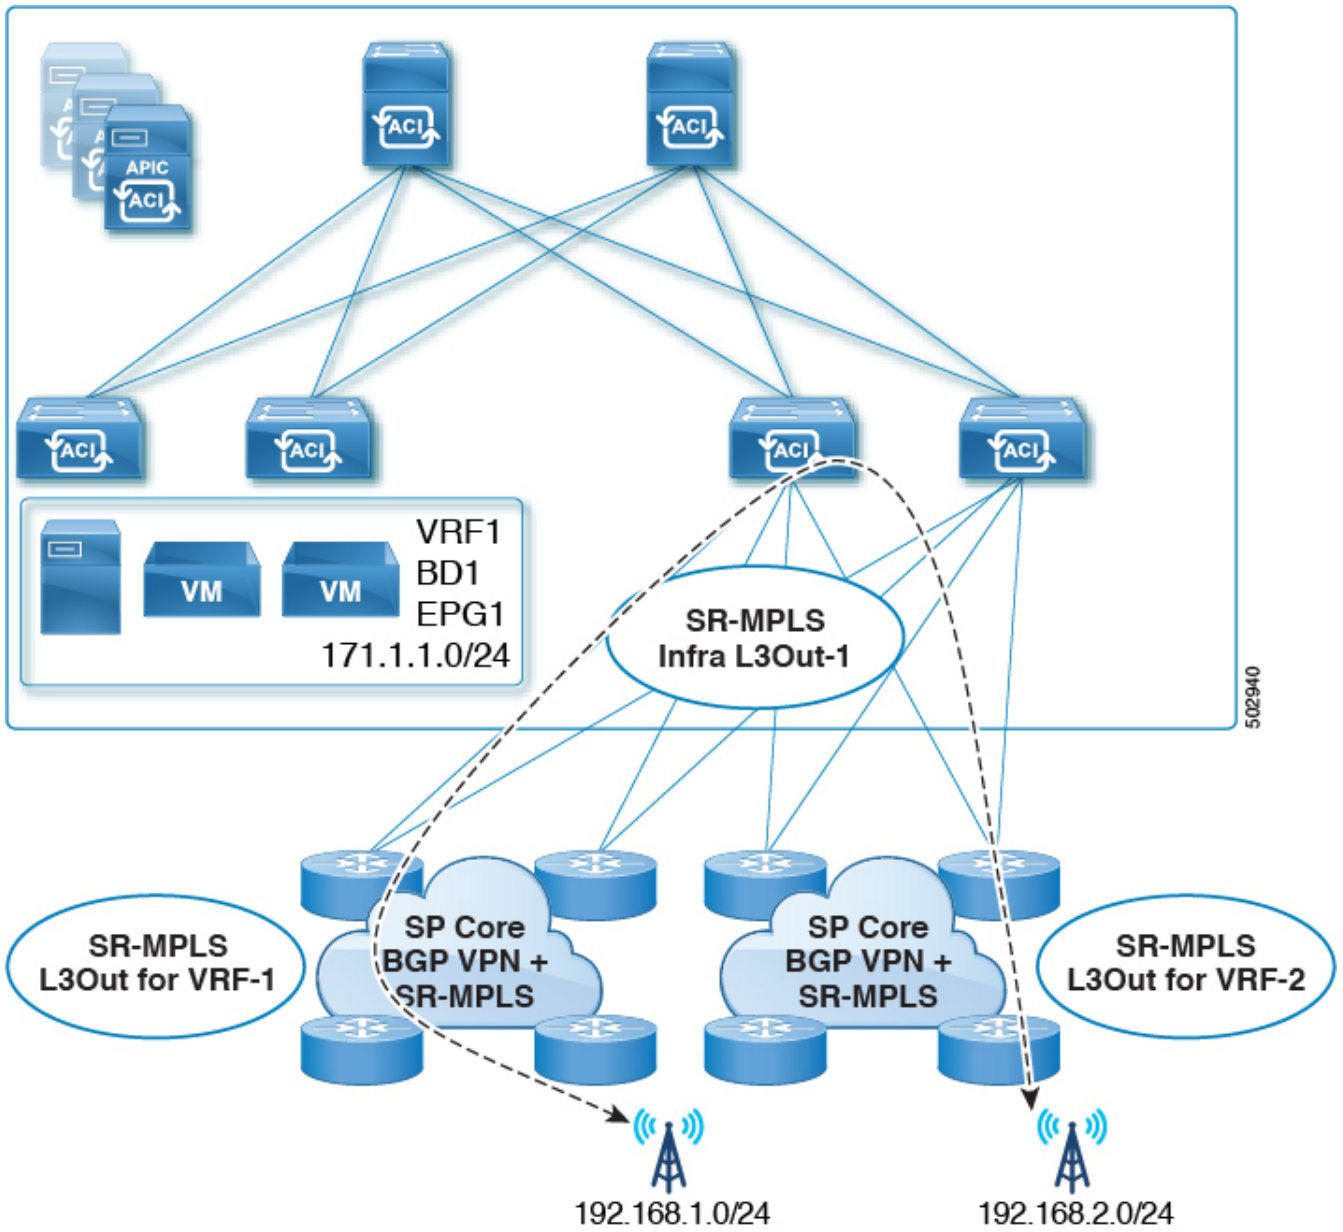 A
A
APIC
ACI
ACI
ACI
ACI
ACI
ACI
ACI
VM
VM
VRF1
BD1
EPG1
171.1.1.0/24
SR-MPLS
Infra L3Out-1
502940
SR-MPLS
L3Out for VRF-1
SP Core
BGP VPN +
SR-MPLS
SP Core
BGP VPN +
SR-MPLS
SR-MPLS
L3Out for VRF-2
192.168.1.0/24
192.168.2.0/24